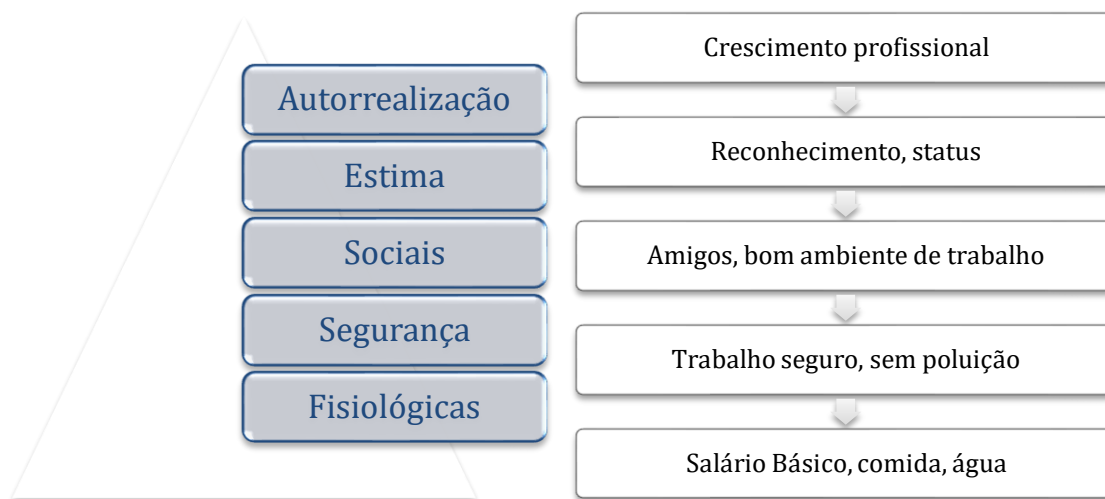 Crescimento profissional
Autorrealização
Reconhecimento, status
Estima
Sociais
Amigos, bom ambiente de trabalho
Segurança
Trabalho seguro, sem poluição
Fisiológicas
Salário Básico, comida, água